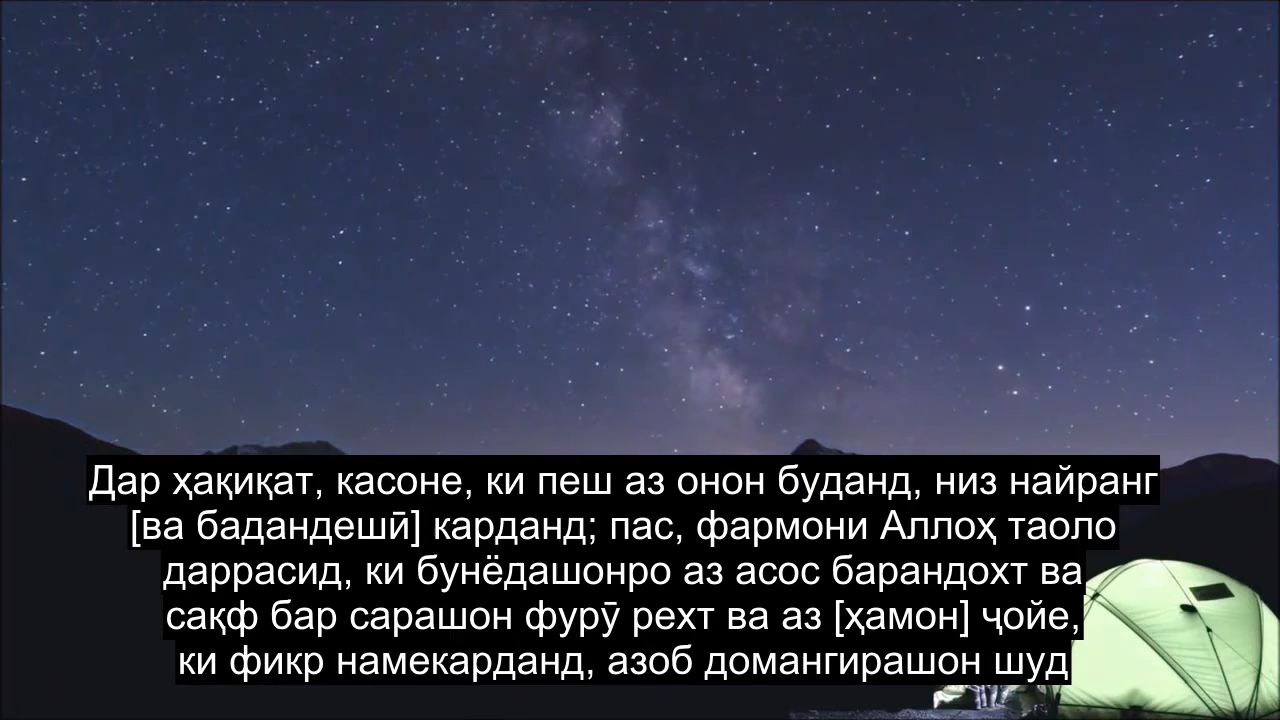 Дар ҳақиқат, касоне, ки пеш аз онон буданд, низ найранг
[ва бадандешӣ] карданд; пас, фармони Аллоҳ таоло
даррасид, ки бунёдашонро аз асос барандохт ва
сақф бар сарашон фурӯ рехт ва аз [ҳамон] ҷойе,
ки фикр намекарданд, азоб домангирашон шуд